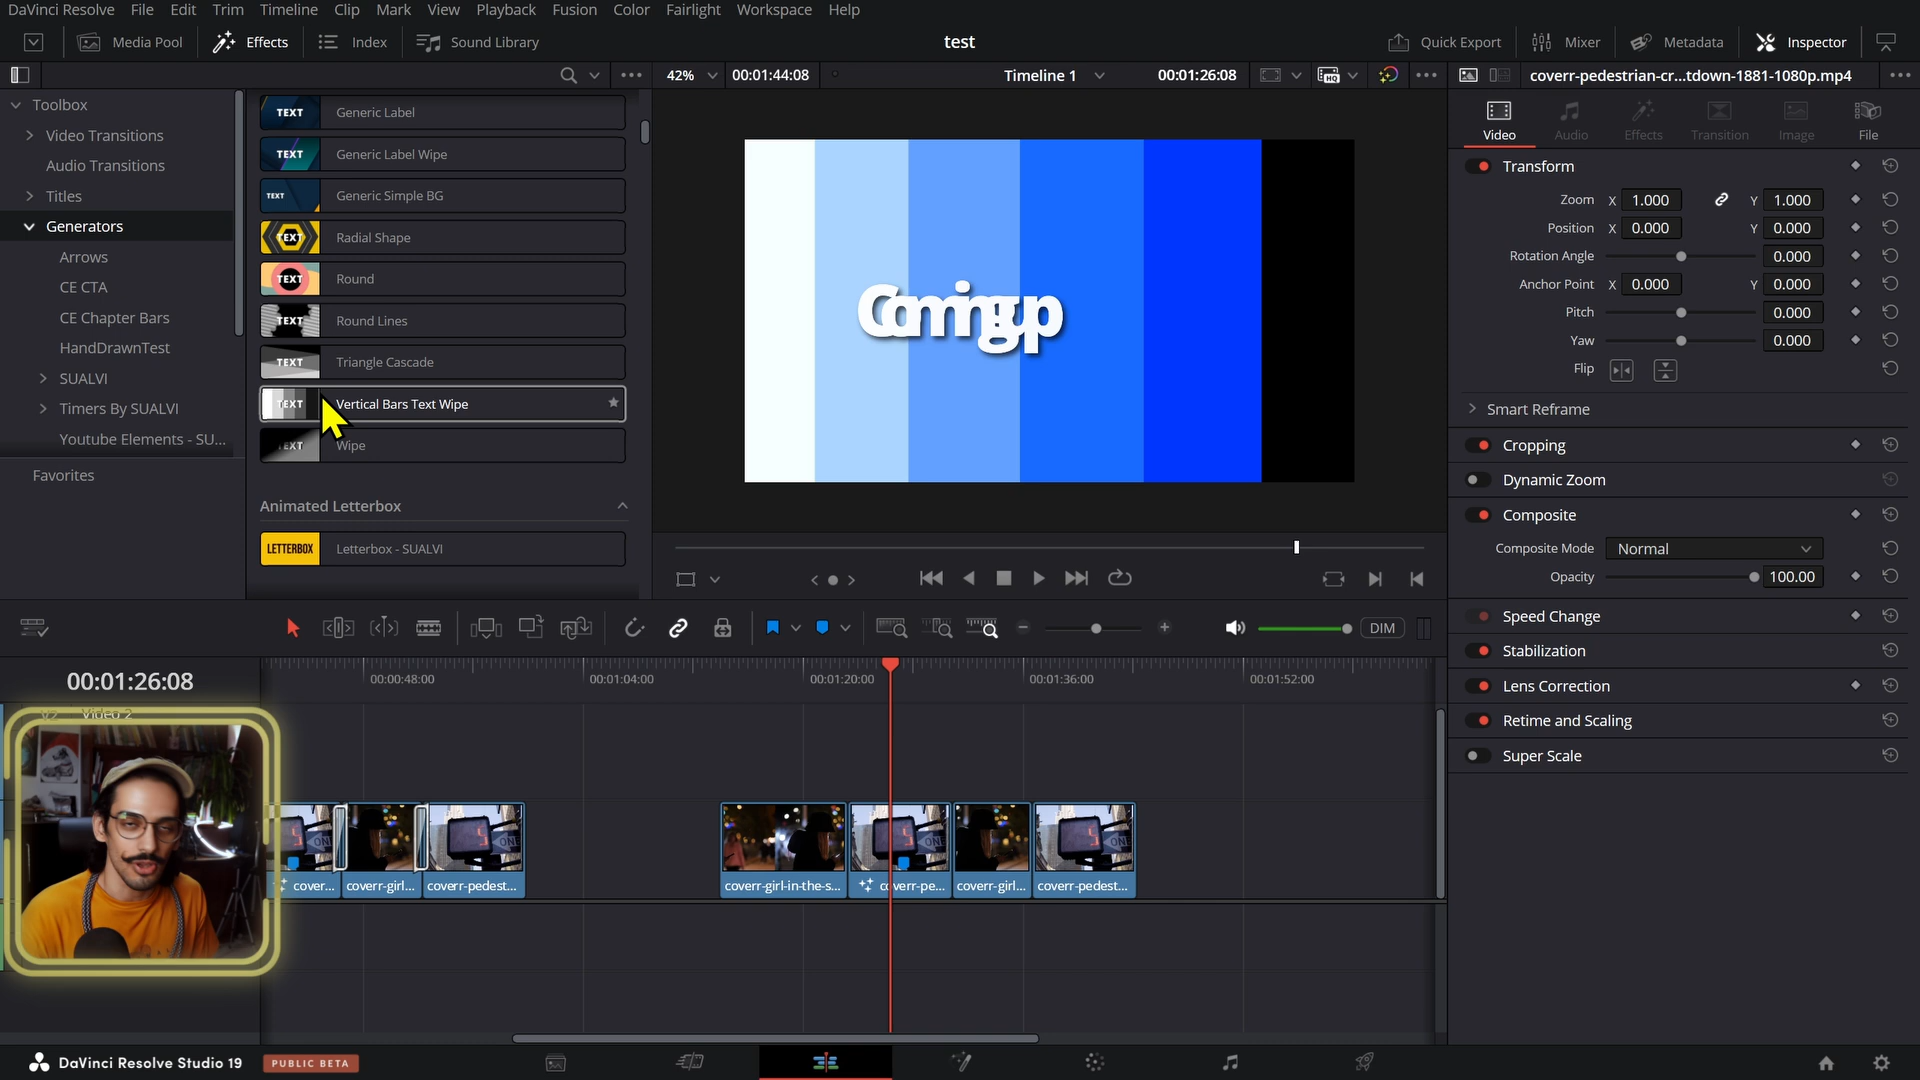 DaVinci Resolve File Edit Trim Timeline Clip Mark View Playback Fusion Color Fairlight Workspace Help
Media Pool Effects Index Sound Library test Quick Export Mixer Metadata Inspector
42% 00:01:44:08 Timeline 1 00:01:26:08 coverr-pedestrian-cr...tdown-1881-1080p.mp4
Toolbox
Video Transitions
Audio Transitions
Titles
Generators
Arrows
CE CTA
CE Chapter Bars
HandDrawnTest
SUALVI
Timers By SUALVI
Youtube Elements - SU...
Favorites
TEXT Generic Label
TEXT Generic Label Wipe
TEXT Generic Simple BG
TEXT Radial Shape
TEXT Round
TEXT Round Lines
TEXT Triangle Cascade
TEXT Vertical Bars Text Wipe
TEXT Wipe
Animated Letterbox
LETTERBOX Letterbox - SUALVI
Coming up
Video Audio Effects Transition Image File
Transform
Zoom X 1.000 Y 1.000
Position X 0.000 Y 0.000
Rotation Angle 0.000
Anchor Point X 0.000 Y 0.000
Pitch 0.000
Yaw 0.000
Flip
Smart Reframe
Cropping
Dynamic Zoom
Composite
Composite Mode Normal
Opacity 100.00
Speed Change
Stabilization
Lens Correction
Retime and Scaling
Super Scale
DIM
00:01:26:08 00:00:48:00 00:01:04:00 00:01:20:00 00:01:36:00 00:01:52:00
V2 Video 2
cover... coverr-girl... coverr-pedest... coverr-girl-in-the-s... coverr-pe... coverr-girl... coverr-pedest...
DaVinci Resolve Studio 19 PUBLIC BETA